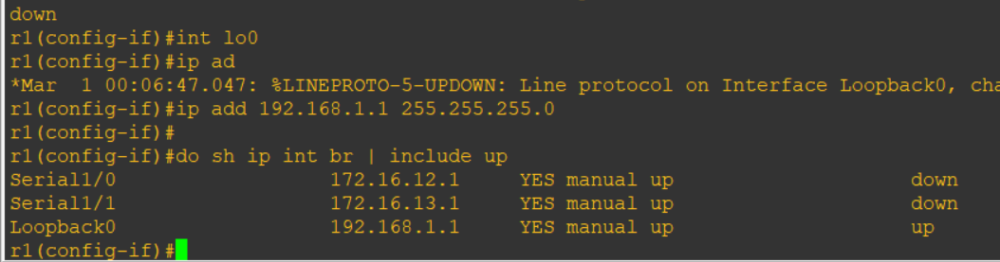 down
r1(config-if)#int lo0
r1(config-if)#ip ad
*Mar  1 00:06:47.047: %LINEPROTO-5-UPDOWN: Line protocol on Interface Loopback0, cha
r1(config-if)#ip add 192.168.1.1 255.255.255.0
r1(config-if)#
r1(config-if)#do sh ip int br | include up
Serial1/0                  172.16.12.1     YES manual up                    down
Serial1/1                  172.16.13.1     YES manual up                    down
Loopback0                  192.168.1.1     YES manual up                    up
r1(config-if)#